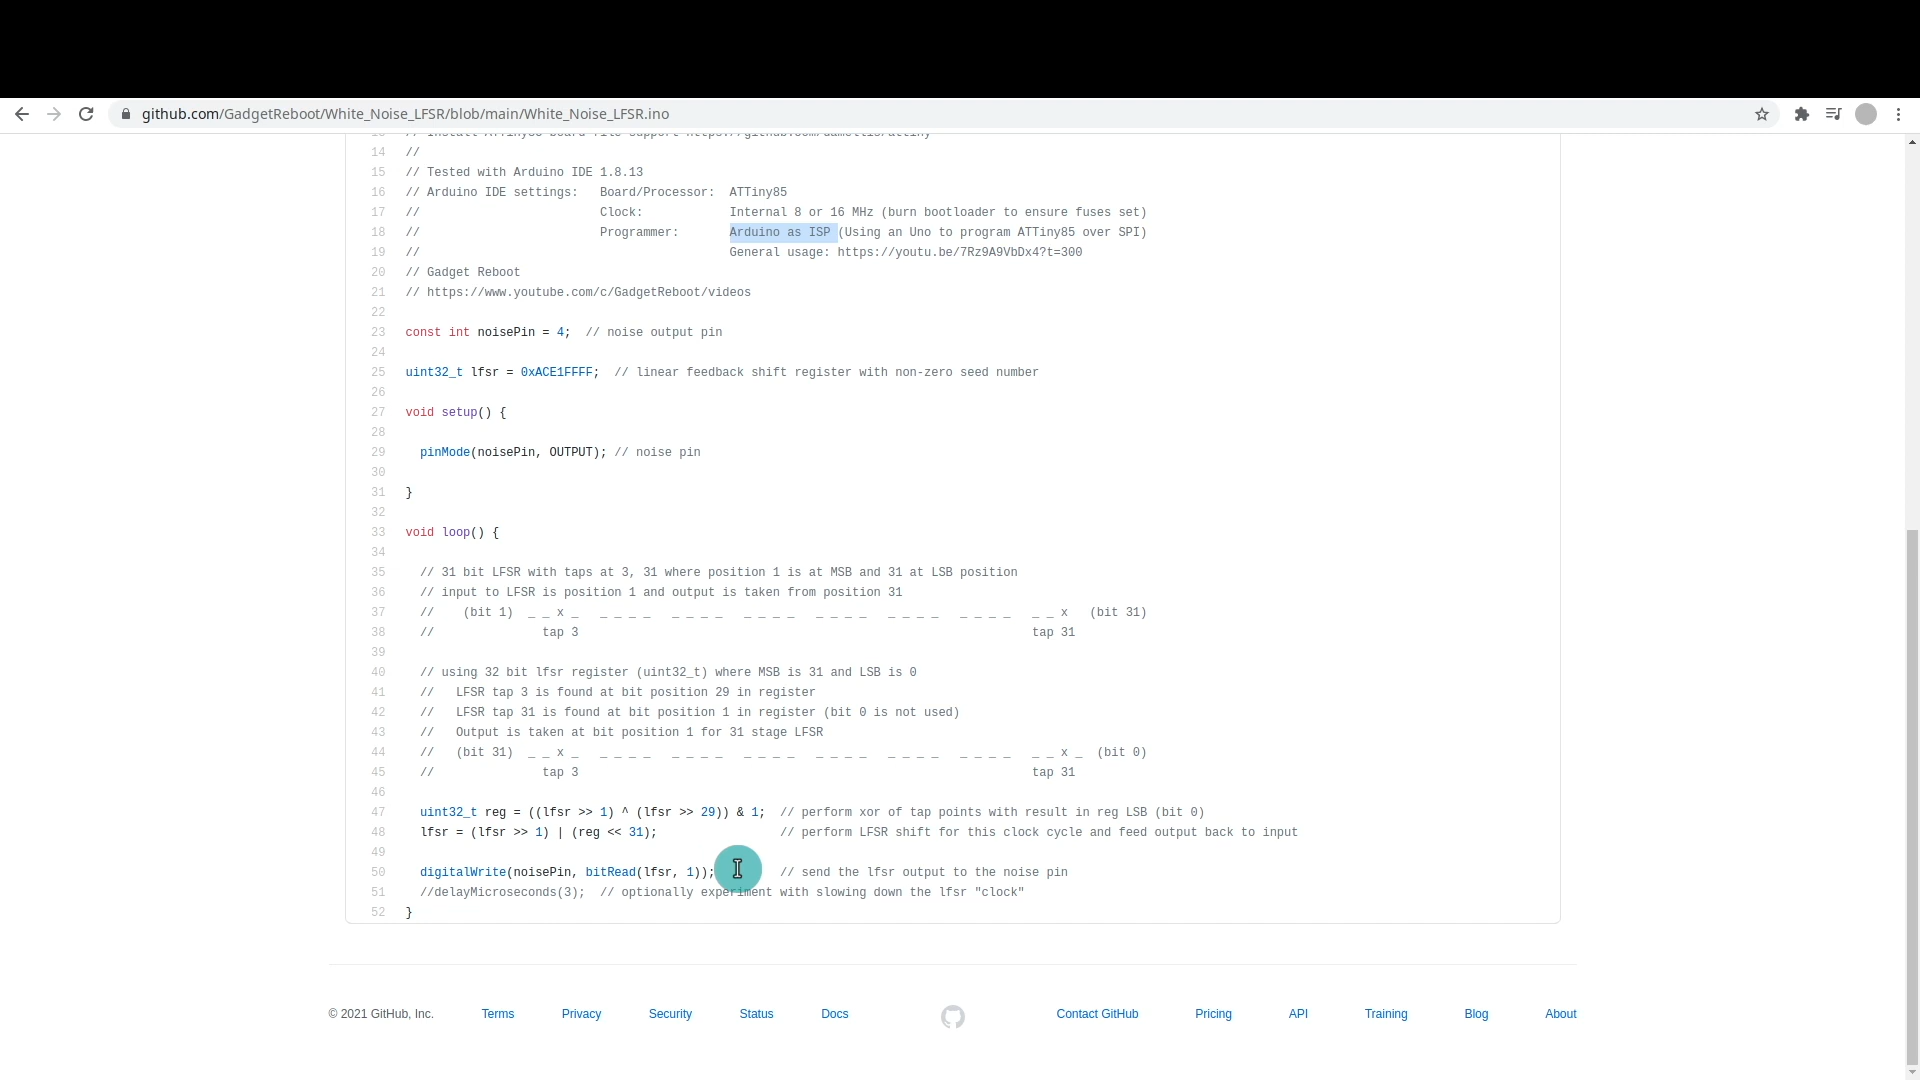 github.com/GadgetReboot/White_Noise_LFSR/blob/main/White_Noise_LFSR.ino
14 //
15 // Tested with Arduino IDE 1.8.13
16 // Arduino IDE settings: Board/Processor: ATTiny85
17 // Clock: Internal 8 or 16 MHz (burn bootloader to ensure fuses set)
18 // Programmer: Arduino as ISP (Using an Uno to program ATTiny85 over SPI)
19 // General usage: https://youtu.be/7Rz9A9VbDx4?t=300
20 // Gadget Reboot
21 // https://www.youtube.com/c/GadgetReboot/videos
22
23 const int noisePin = 4; // noise output pin
24
25 uint32_t lfsr = 0xACE1FFFF; // linear feedback shift register with non-zero seed number
26
27 void setup() {
28
29 pinMode(noisePin, OUTPUT); // noise pin
30
31 }
32
33 void loop() {
34
35 // 31 bit LFSR with taps at 3, 31 where position 1 is at MSB and 31 at LSB position
36 // input to LFSR is position 1 and output is taken from position 31
37 // (bit 1) _ _ x _ _ _ _ _ _ _ _ _ _ _ _ _ _ _ _ _ _ _ _ _ _ _ _ _ _ _ x (bit 31)
38 // tap 3 tap 31
39
40 // using 32 bit lfsr register (uint32_t) where MSB is 31 and LSB is 0
41 // LFSR tap 3 is found at bit position 29 in register
42 // LFSR tap 31 is found at bit position 1 in register (bit 0 is not used)
43 // Output is taken at bit position 1 for 31 stage LFSR
44 // (bit 31) _ _ x _ _ _ _ _ _ _ _ _ _ _ _ _ _ _ _ _ _ _ _ _ _ _ _ _ _ _ x _ (bit 0)
45 // tap 3 tap 31
46
47 uint32_t reg = ((lfsr >> 1) ^ (lfsr >> 29)) & 1; // perform xor of tap points with result in reg LSB (bit 0)
48 lfsr = (lfsr >> 1) | (reg << 31); // perform LFSR shift for this clock cycle and feed output back to input
49
50 digitalWrite(noisePin, bitRead(lfsr, 1)); // send the lfsr output to the noise pin
51 //delayMicroseconds(3); // optionally experiment with slowing down the lfsr "clock"
52 }
© 2021 GitHub, Inc. Terms Privacy Security Status Docs Contact GitHub Pricing API Training Blog About